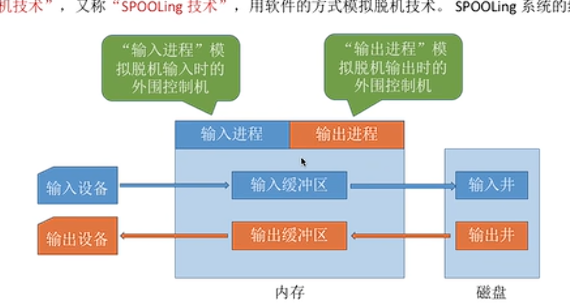 机技术”，又称“SPOOLing 技术”，用软件的方式模拟脱机技术。SPOOLing 系统的
“输入进程”模
拟脱机输入时的
外围控制机
“输出进程”模
拟脱机输出时的
外围控制机
输入进程
输出进程
输入设备
输入缓冲区
输入井
输出设备
输出缓冲区
输出井
内存
磁盘